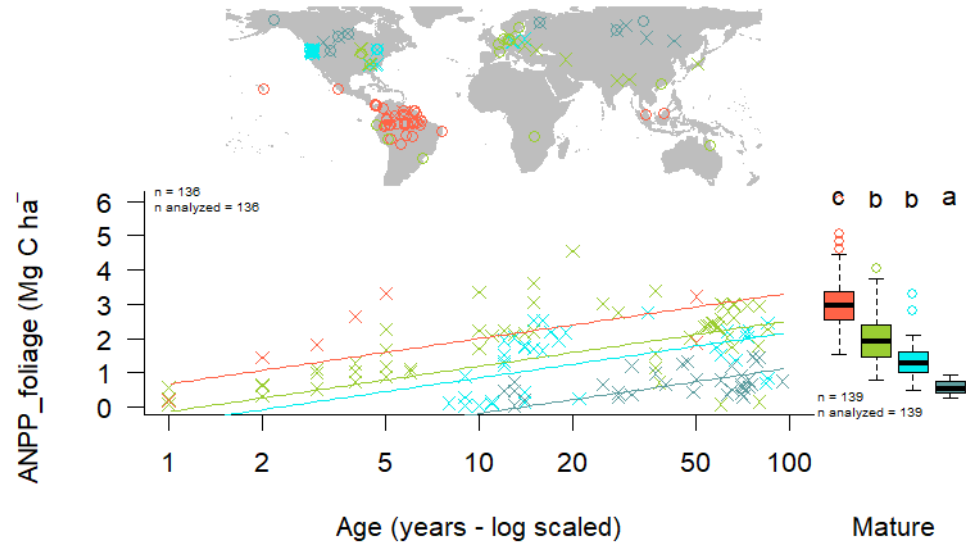 n = 136
n analyzed = 136
ANPP_foliage (Mg C ha⁻
6
5
4
3
2
1
0
1 2 5 10 20 50 100
Age (years - log scaled)
c b b a
n = 139
n analyzed = 139
Mature